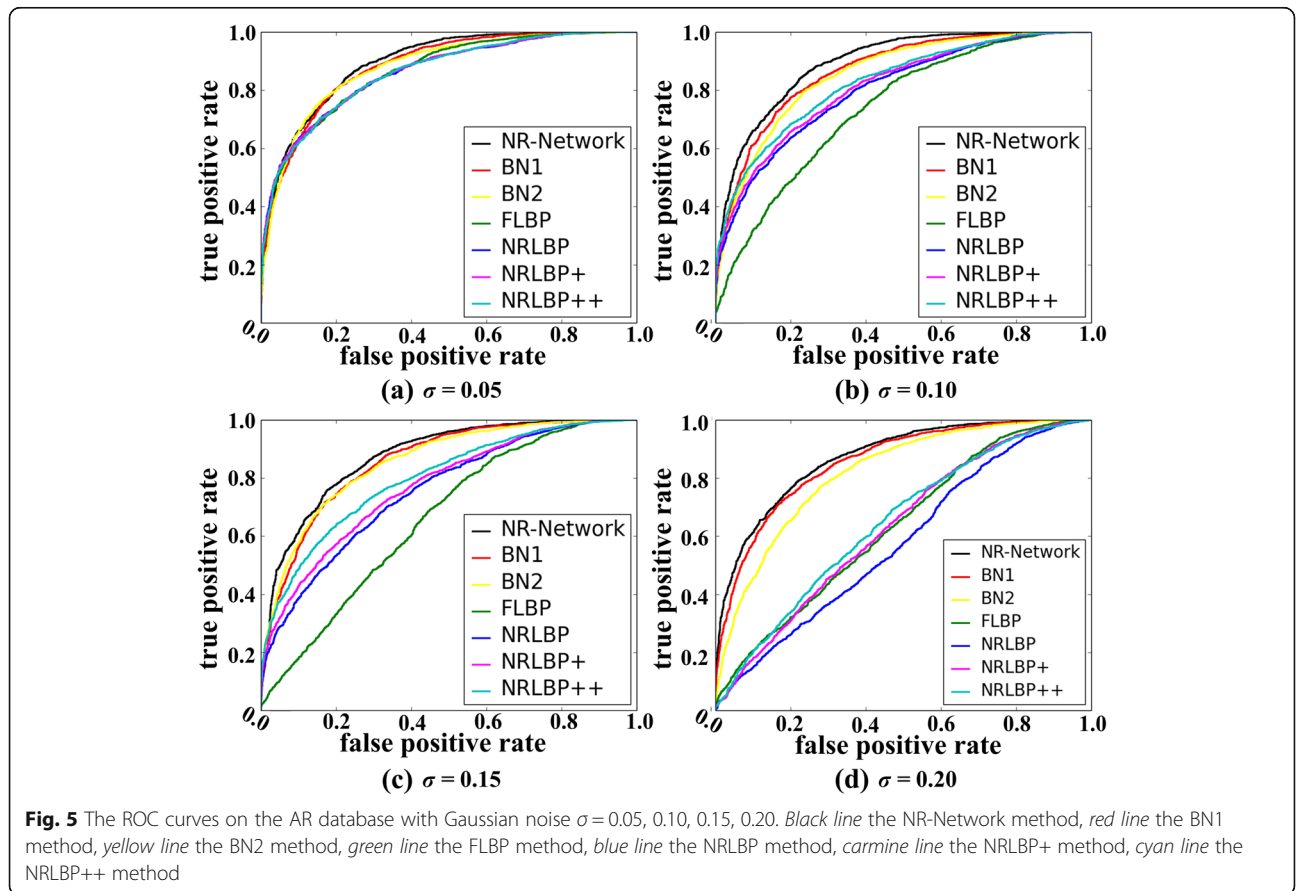 1.0
0.8
0.6
0.4
0.2
0.0
0.2
0.4
0.6
0.8
1.0
true positive rate
false positive rate
NR-Network
BN1
BN2
FLBP
NRLBP
NRLBP+
NRLBP++
(a) σ = 0.05
1.0
0.8
0.6
0.4
0.2
0.0
0.2
0.4
0.6
0.8
1.0
true positive rate
false positive rate
NR-Network
BN1
BN2
FLBP
NRLBP
NRLBP+
NRLBP++
(b) σ = 0.10
1.0
0.8
0.6
0.4
0.2
0.0
0.2
0.4
0.6
0.8
1.0
true positive rate
false positive rate
NR-Network
BN1
BN2
FLBP
NRLBP
NRLBP+
NRLBP++
(c) σ = 0.15
1.0
0.8
0.6
0.4
0.2
0.0
0.2
0.4
0.6
0.8
1.0
true positive rate
false positive rate
NR-Network
BN1
BN2
FLBP
NRLBP
NRLBP+
NRLBP++
(d) σ = 0.20
Fig. 5 The ROC curves on the AR database with Gaussian noise σ = 0.05, 0.10, 0.15, 0.20. Black line the NR-Network method, red line the BN1
method, yellow line the BN2 method, green line the FLBP method, blue line the NRLBP method, carmine line the NRLBP+ method, cyan line the
NRLBP++ method